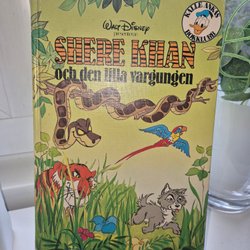 WALT DISNEY
presenterar
KALLE ANKAS
BOKKLUBB
SHERE KHAN
och den lilla vargungen